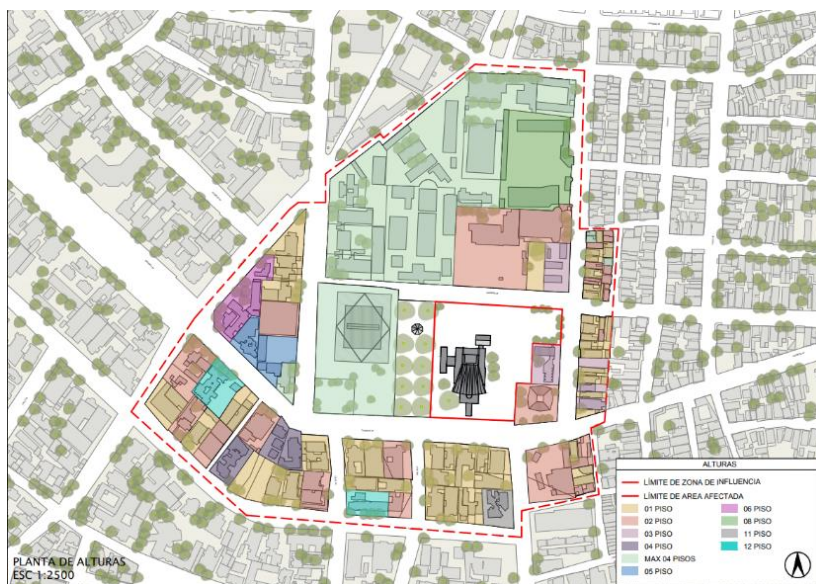 ALTURAS
LÍMITE DE ZONA DE INFLUENCIA
LÍMITE DE AREA AFECTADA
01 PISO
02 PISO
03 PISO
04 PISO
MAX 04 PISOS
05 PISO
06 PISO
08 PISO
11 PISO
12 PISO
PLANTA DE ALTURAS
ESC 1:2500